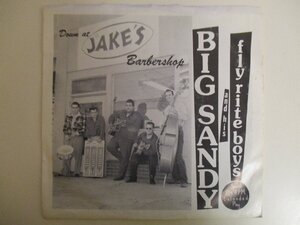 Down at
JAKE'S
Barbershop
BIG SANDY
and his
fly rite boys